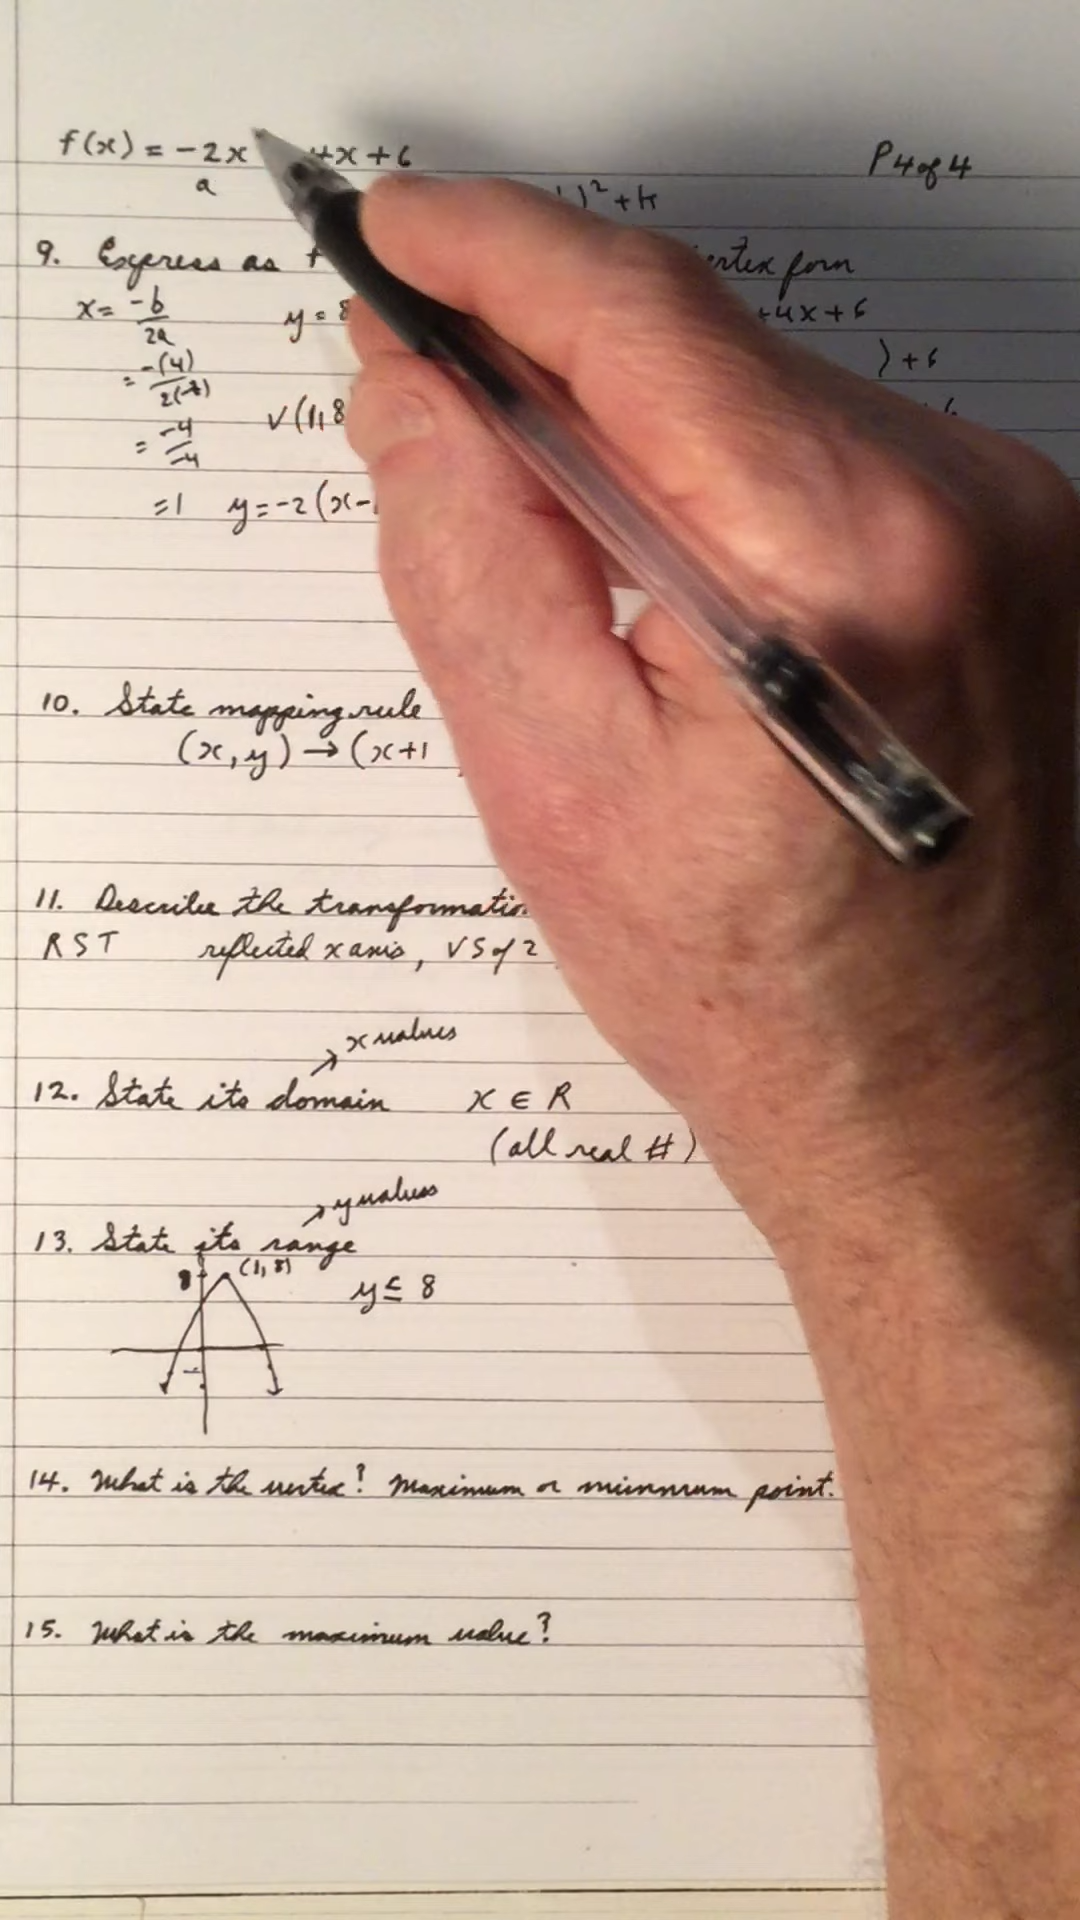 f(x) = -2x 4x + 6
P 4 of 4
a
)² + k
9. Express as
form
x = -b/2a
y = 8
+4x + 6
= -(4)/2(-2)
) + 6
V(1,8
= -4/-4
= 1 y = -2(x-
10. State mapping rule
(x, y) → (x+1
11. Describe the
RST reflected x axis, VS of 2
x values
12. State its domain x ∈ R
(all real #)
y values
13. State its range
8 (1,8) y ≤ 8
14. What is the vertex? Maximum or minimum point.
15. What is the maximum value?